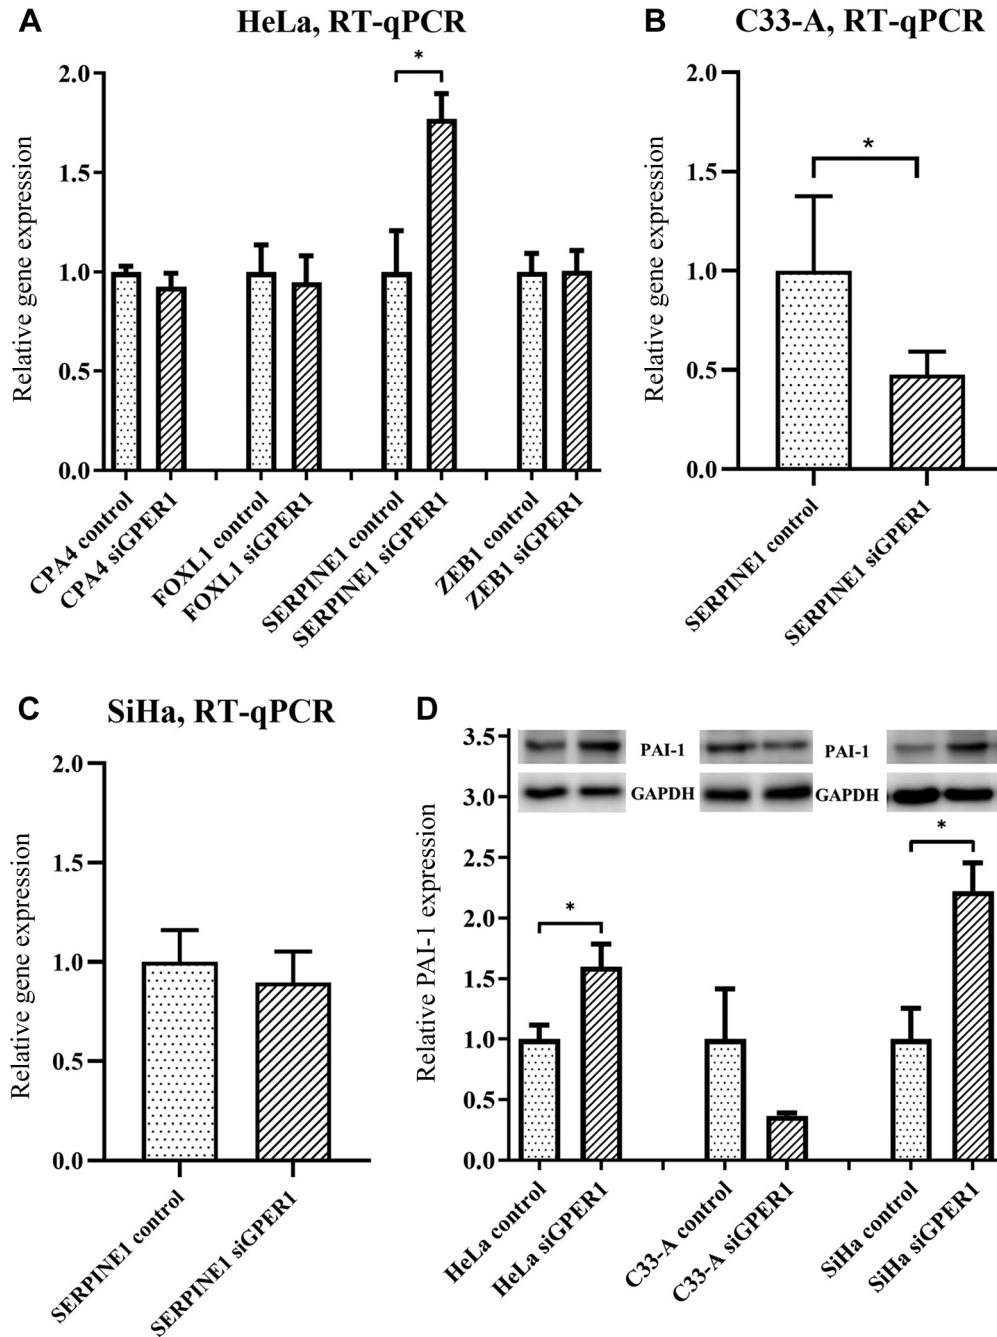 A
HeLa, RT-qPCR
Relative gene expression
2.0
1.5
1.0
0.5
0.0
*
CPA4 control
CPA4 siGPER1
FOXL1 control
FOXL1 siGPER1
SERPINE1 control
SERPINE1 siGPER1
ZEB1 control
ZEB1 siGPER1
B
C33-A, RT-qPCR
Relative gene expression
2.0
1.5
1.0
0.5
0.0
*
SERPINE1 control
SERPINE1 siGPER1
C
SiHa, RT-qPCR
Relative gene expression
2.0
1.5
1.0
0.5
0.0
SERPINE1 control
SERPINE1 siGPER1
D
Relative PAI-1 expression
3.5
3.0
2.5
2.0
1.5
1.0
0.5
0.0
PAI-1
PAI-1
GAPDH
GAPDH
*
*
HeLa control
HeLa siGPER1
C33-A control
C33-A siGPER1
SiHa control
SiHa siGPER1